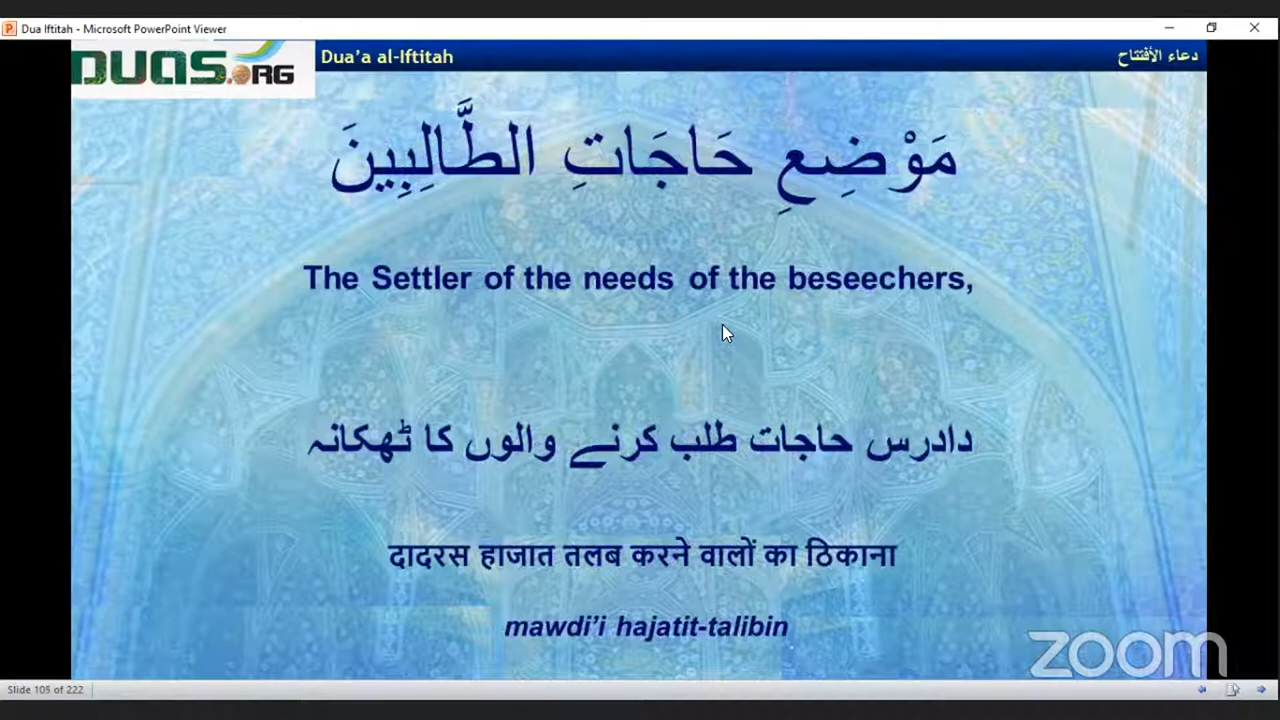 Dua Iftitah - Microsoft PowerPoint Viewer
DUAS.ORG
Dua’a al-Iftitah
دعاء الأفتتاح
مَوْضِعِ حَاجَاتِ الطَّالِبِينَ
The Settler of the needs of the beseechers,
دادرس حاجات طلب کرنے والوں کا ٹھکانہ
दादरस हाजात तलब करने वालों का ठिकाना
mawdi’i hajatit-talibin
zoom
Slide 105 of 222